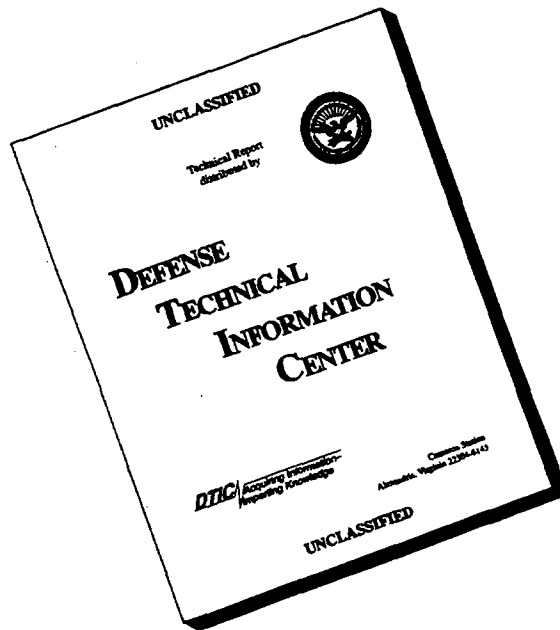 UNCLASSIFIED
Technical Report
distributed by
DEFENSE
TECHNICAL
INFORMATION
CENTER
DTIC
Acquiring Information—
Imparting Knowledge
Cameron Station
Alexandria, Virginia 22304-6145
UNCLASSIFIED